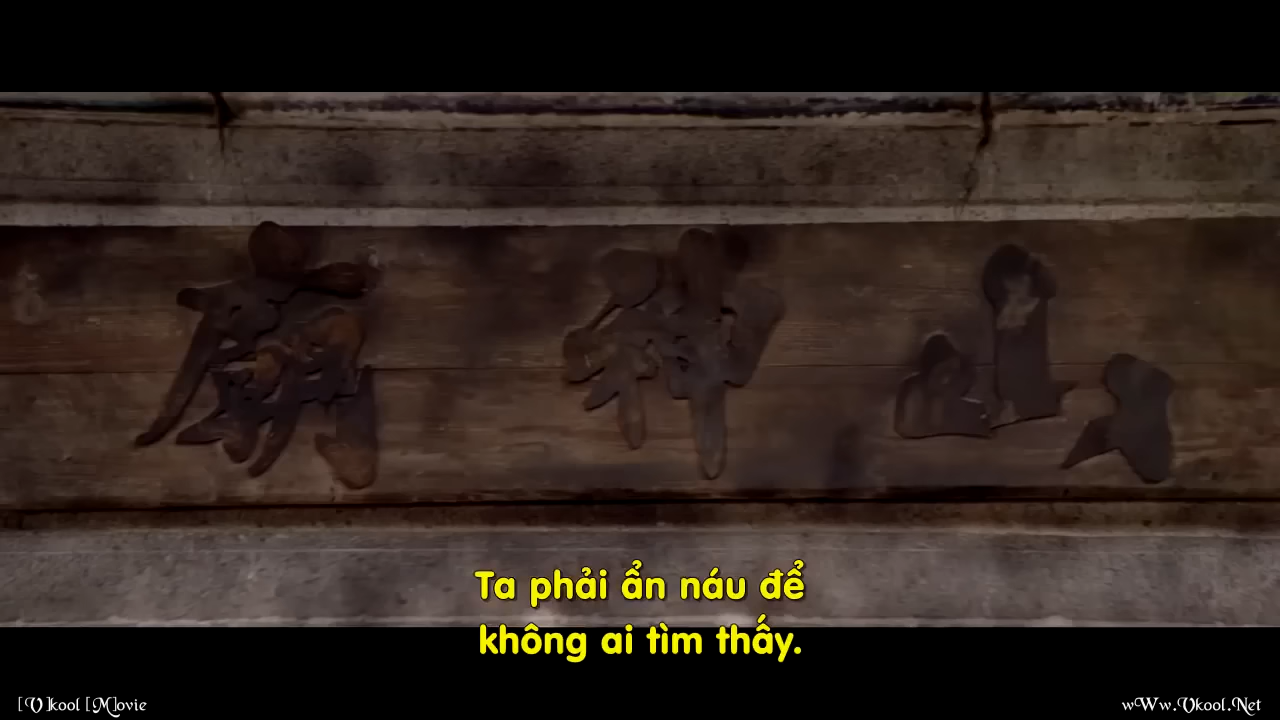 廟神山
Ta phải ẩn náu để
không ai tìm thấy.
[V]kool [M]ovie
wWw.Vkool.Net